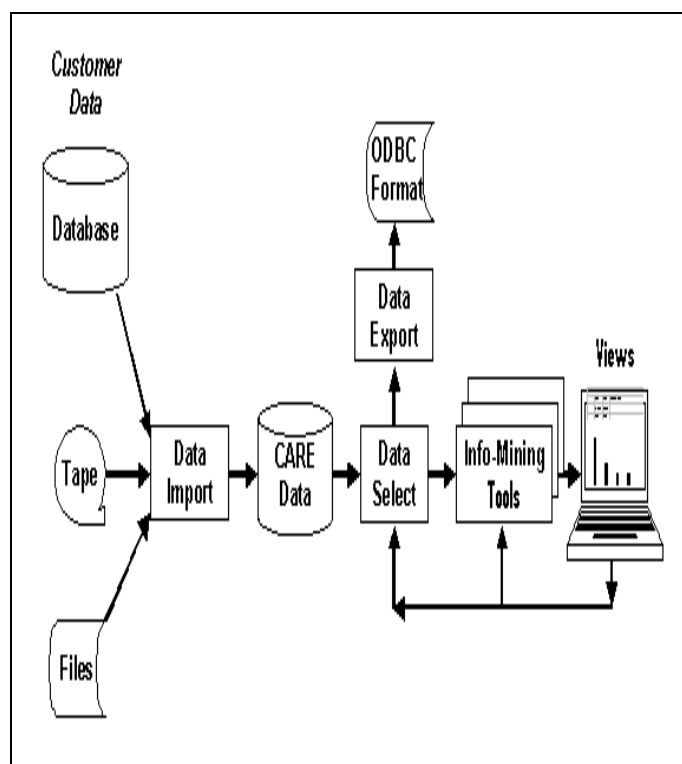 Customer
Data
Database
Tape
Files
Data
Import
CARE
Data
Data
Select
Data
Export
ODBC
Format
Info-Mining
Tools
Views